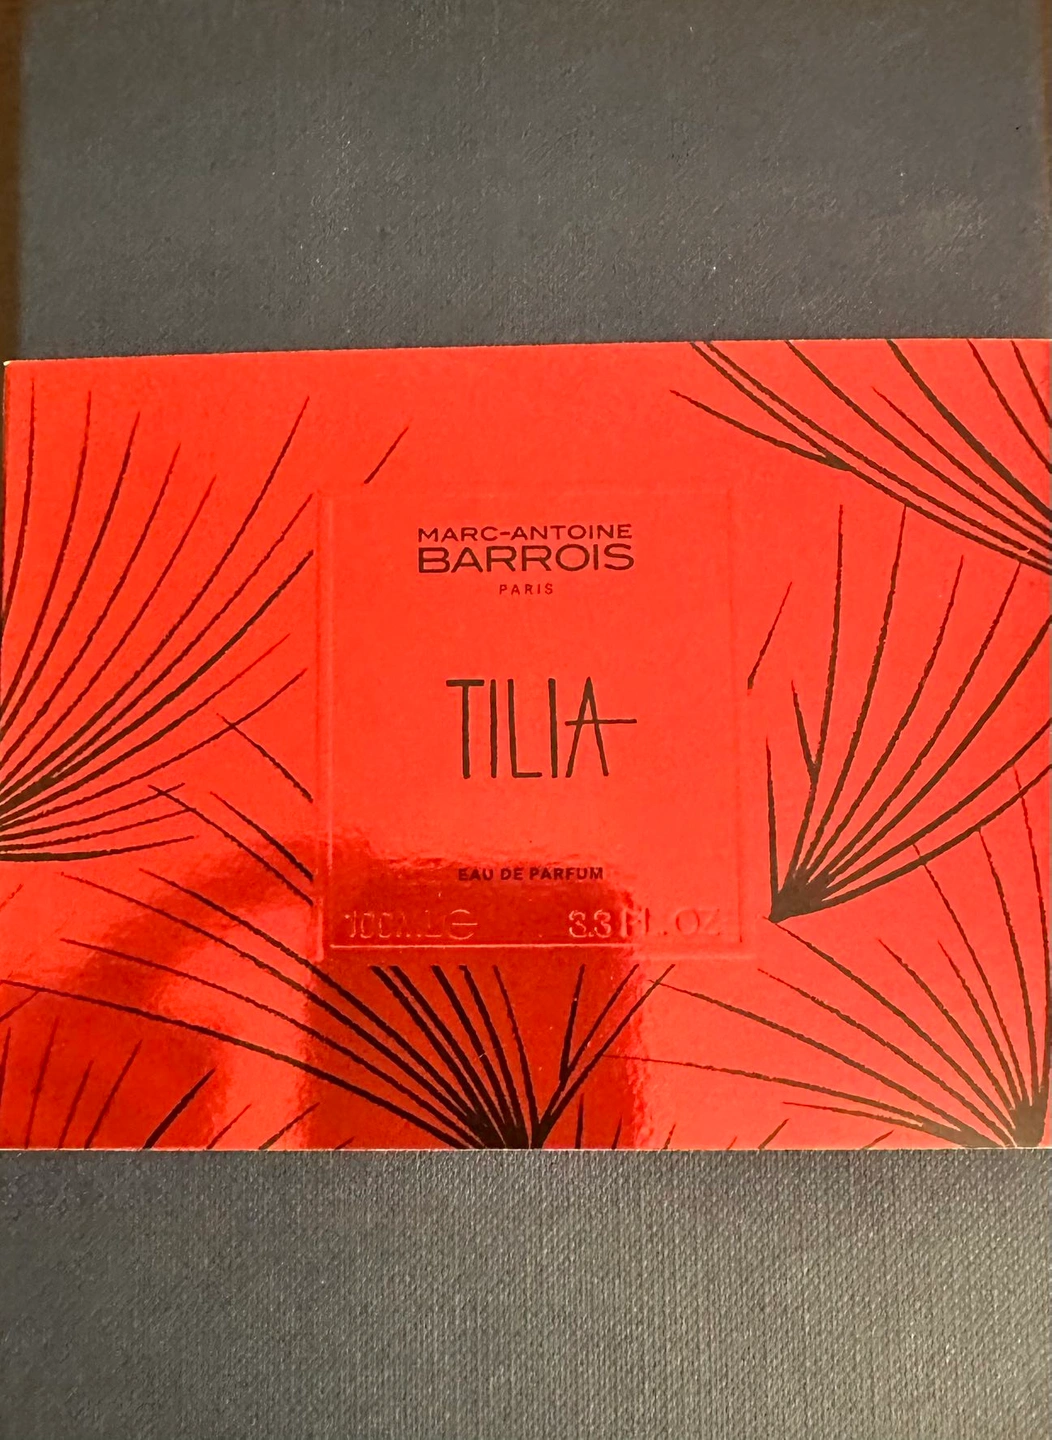 MARC-ANTOINE
BARROIS
PARIS
TILIA
EAU DE PARFUM
100ML℮ 3.3 FL. OZ